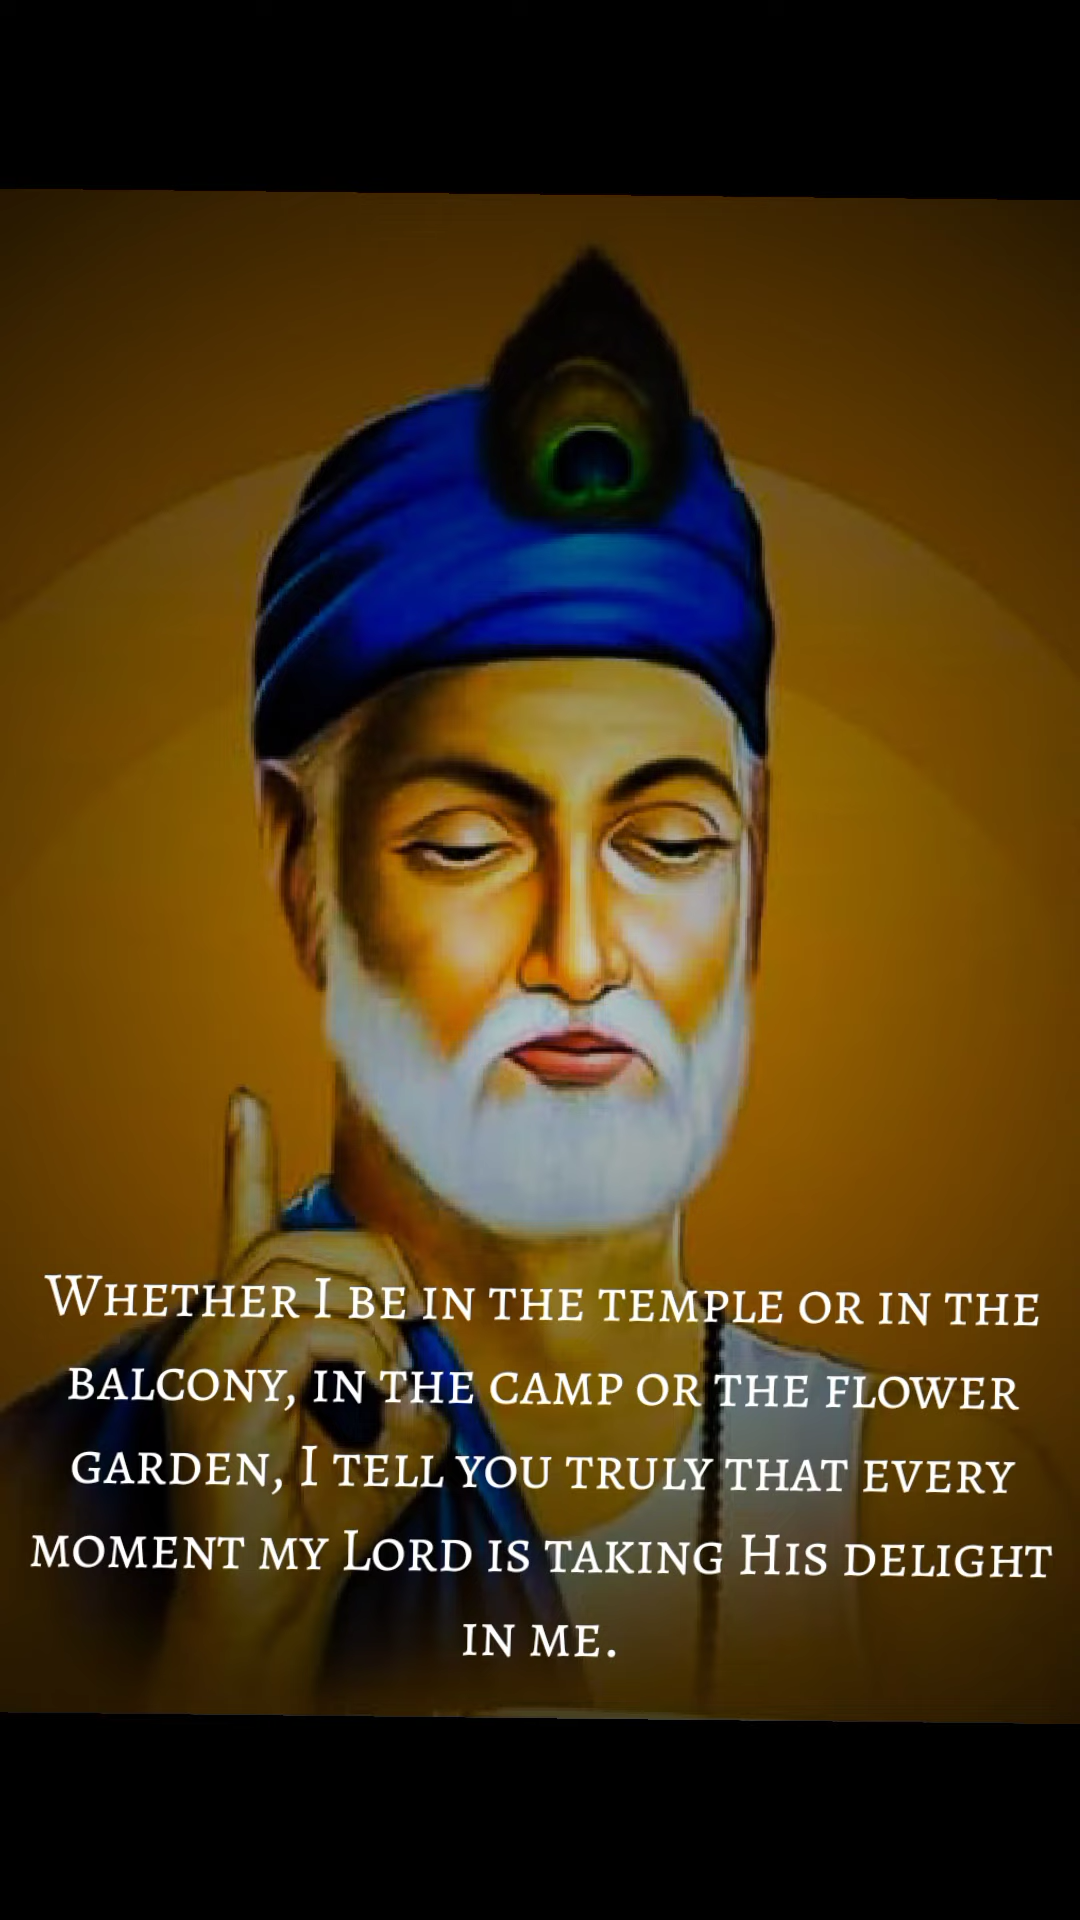 Whether I be in the temple or in the
balcony, in the camp or the flower
garden, I tell you truly that every
moment my Lord is taking His delight
in me.